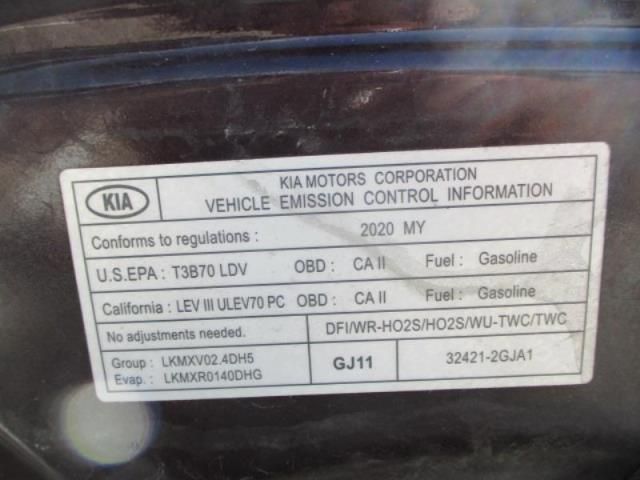 KIA
KIA MOTORS CORPORATION
VEHICLE EMISSION CONTROL INFORMATION
Conforms to regulations : 2020 MY
U.S.EPA : T3B70 LDV OBD : CA II Fuel : Gasoline
California : LEV III ULEV70 PC OBD : CA II Fuel : Gasoline
No adjustments needed. DFI/WR-HO2S/HO2S/WU-TWC/TWC
Group : LKMXV02.4DH5
Evap. : LKMXR0140DHG
GJ11
32421-2GJA1